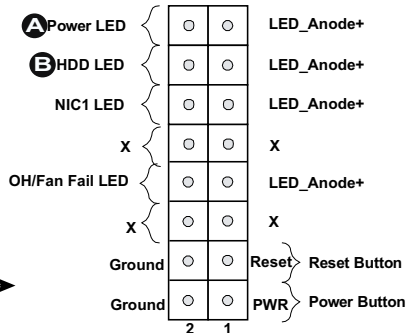 A Power LED LED_Anode+
B HDD LED LED_Anode+
NIC1 LED LED_Anode+
X X
OH/Fan Fail LED LED_Anode+
X X
Ground Reset Reset Button
Ground PWR Power Button
2 1